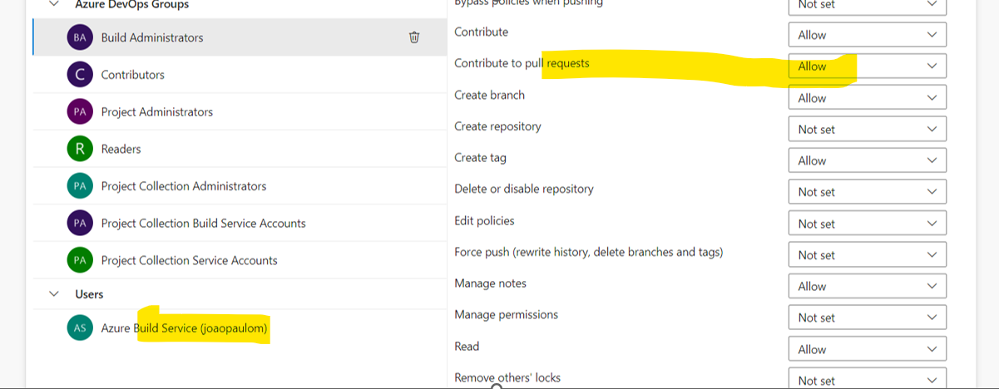 Azure DevOps Groups
BA Build Administrators
C Contributors
PA Project Administrators
R Readers
PA Project Collection Administrators
PA Project Collection Build Service Accounts
PA Project Collection Service Accounts
Users
AS Azure Build Service (joaopaulom)
Bypass policies when pushing Not set
Contribute Allow
Contribute to pull requests Allow
Create branch Allow
Create repository Not set
Create tag Allow
Delete or disable repository Not set
Edit policies Not set
Force push (rewrite history, delete branches and tags) Not set
Manage notes Allow
Manage permissions Not set
Read Allow
Remove others' locks Not set